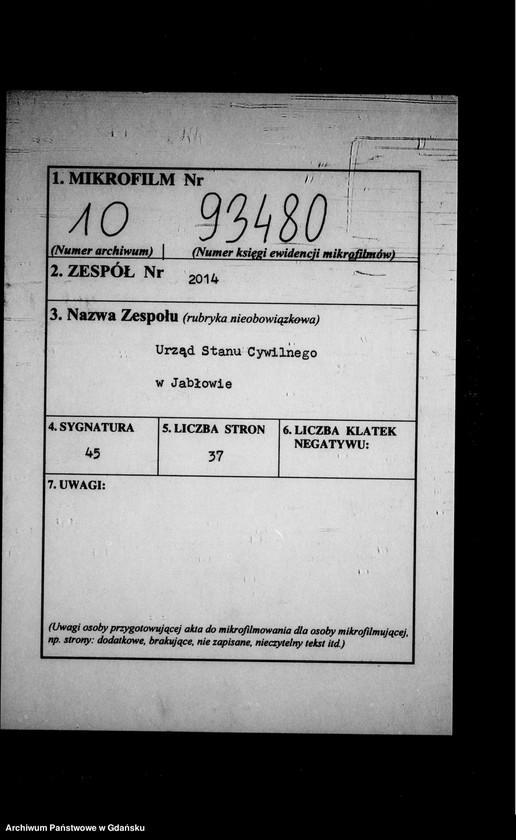 1. MIKROFILM Nr
10 93480
(Numer archiwum) (Numer księgi ewidencji mikrofilmów)
2. ZESPÓŁ Nr 2014
3. Nazwa Zespołu (rubryka nieobowiązkowa)
Urząd Stanu Cywilnego
w Jabłowie
4. SYGNATURA 5. LICZBA STRON 6. LICZBA KLATEK
NEGATYWU:
45 37
7. UWAGI:
(Uwagi osoby przygotowującej akta do mikrofilmowania dla osoby mikrofilmującej,
np. strony: dodatkowe, brakujące, nie zapisane, nieczytelny tekst itd.)
Archiwum Państwowe w Gdańsku